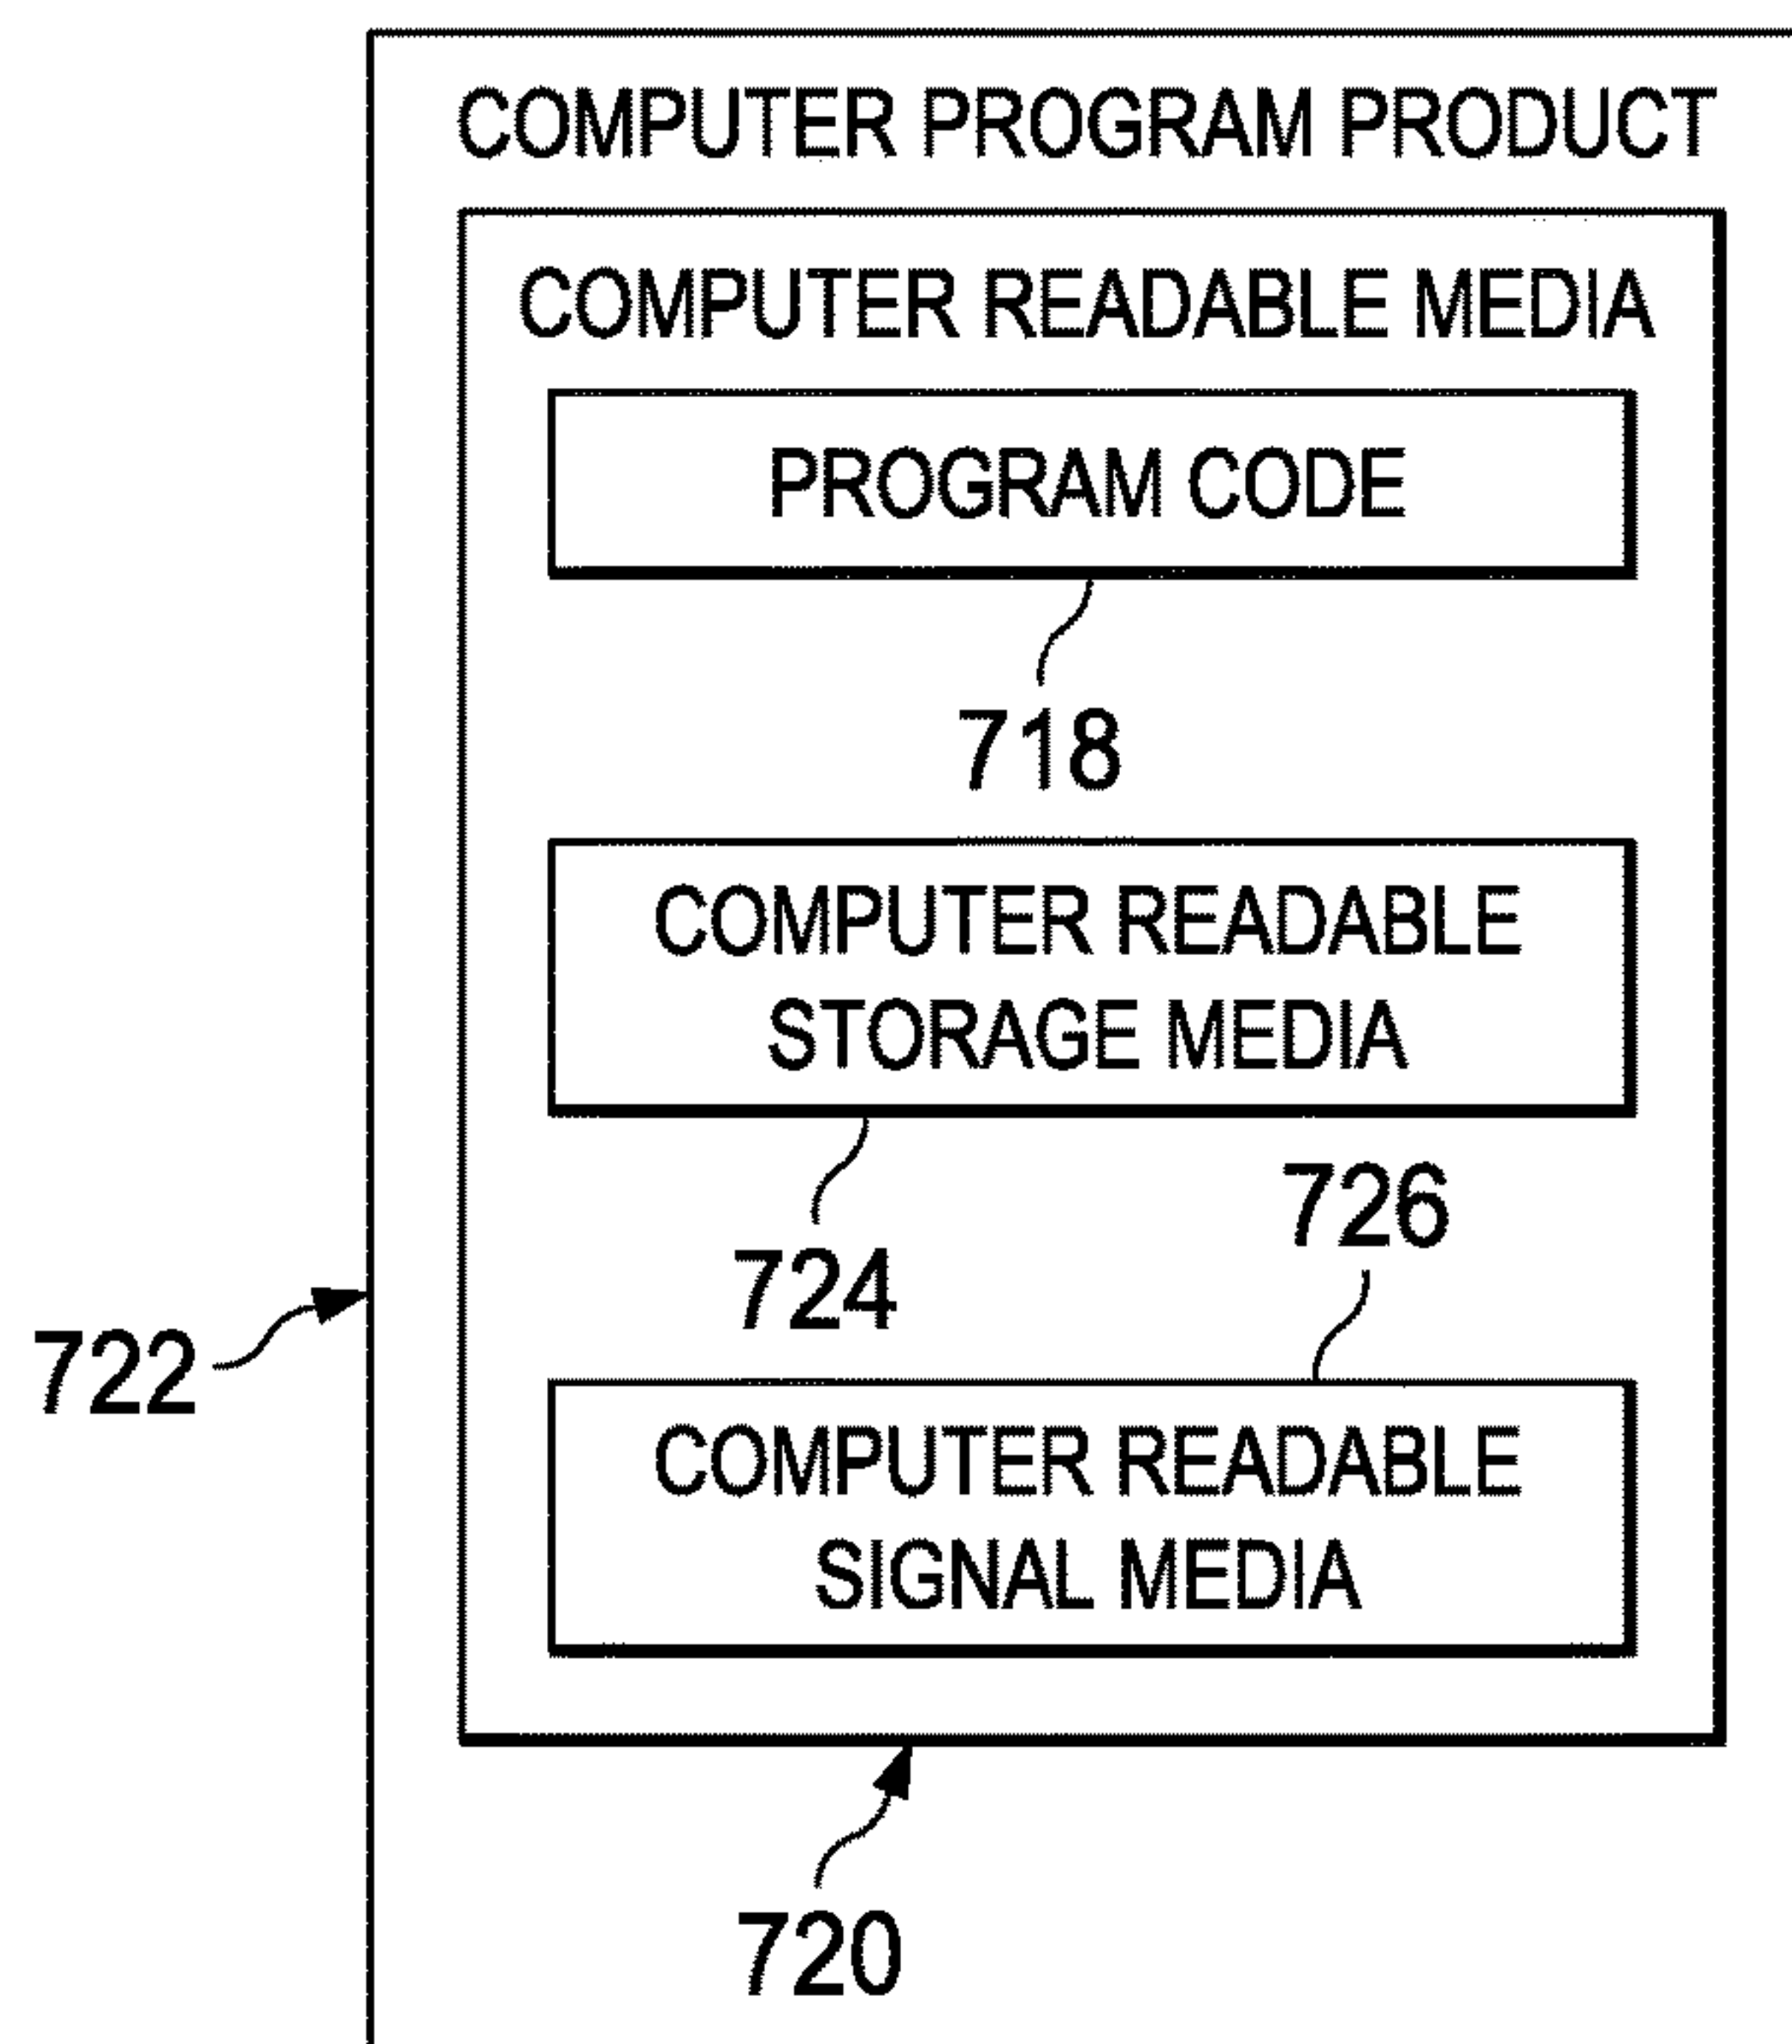 COMPUTER PROGRAM PRODUCT
COMPUTER READABLE MEDIA
PROGRAM CODE
718
COMPUTER READABLE
STORAGE MEDIA
726
724
722
COMPUTER READABLE
SIGNAL MEDIA
720